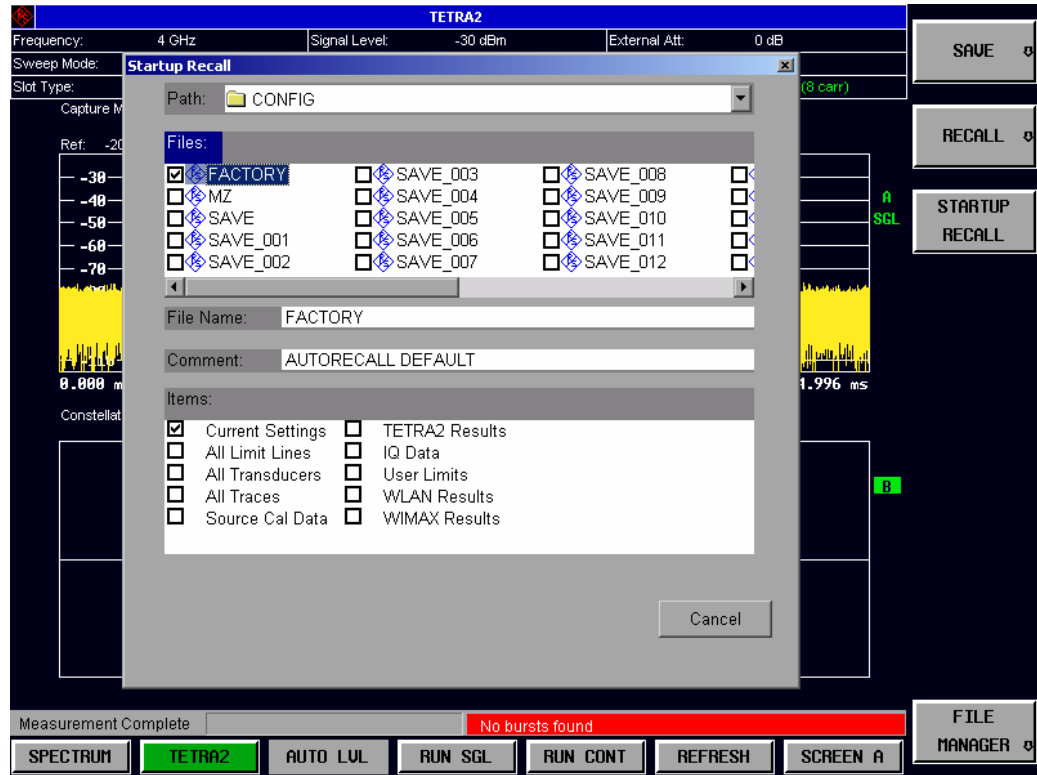 TETRA2
Frequency: 4 GHz Signal Level: -30 dBm External Att: 0 dB
Sweep Mode:
Slot Type: (8 carr)
Startup Recall
Path: CONFIG
Files:
FACTORY SAVE_003 SAVE_008
MZ SAVE_004 SAVE_009
SAVE SAVE_005 SAVE_010
SAVE_001 SAVE_006 SAVE_011
SAVE_002 SAVE_007 SAVE_012
File Name: FACTORY
Comment: AUTORECALL DEFAULT
Items:
Current Settings TETRA2 Results
All Limit Lines IQ Data
All Transducers User Limits
All Traces WLAN Results
Source Cal Data WIMAX Results
Cancel
Capture M
Ref: -20
-30
-40
-50
-60
-70
0.000 m
1.996 ms
Constellat
A
SGL
B
SAVE
RECALL
STARTUP
RECALL
FILE
MANAGER
Measurement Complete No bursts found
SPECTRUM TETRA2 AUTO LVL RUN SGL RUN CONT REFRESH SCREEN A